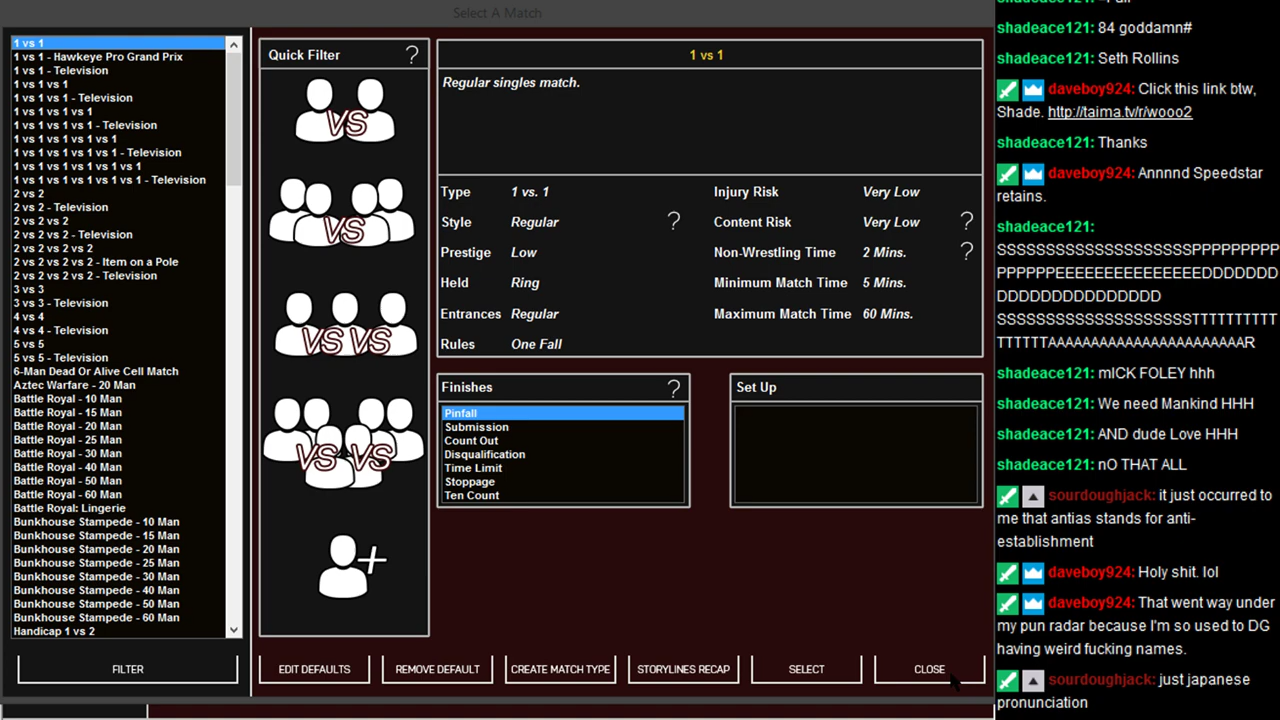 Select A Match
1 vs 1
1 vs 1 - Hawkeye Pro Grand Prix
1 vs 1 - Television
1 vs 1 vs 1
1 vs 1 vs 1 - Television
1 vs 1 vs 1 vs 1
1 vs 1 vs 1 vs 1 - Television
1 vs 1 vs 1 vs 1 vs 1
1 vs 1 vs 1 vs 1 vs 1 - Television
1 vs 1 vs 1 vs 1 vs 1 vs 1
1 vs 1 vs 1 vs 1 vs 1 vs 1 - Television
2 vs 2
2 vs 2 - Television
2 vs 2 vs 2
2 vs 2 vs 2 - Television
2 vs 2 vs 2 vs 2
2 vs 2 vs 2 vs 2 - Item on a Pole
2 vs 2 vs 2 vs 2 - Television
3 vs 3
3 vs 3 - Television
4 vs 4
4 vs 4 - Television
5 vs 5
5 vs 5 - Television
6-Man Dead Or Alive Cell Match
Aztec Warfare - 20 Man
Battle Royal - 10 Man
Battle Royal - 15 Man
Battle Royal - 20 Man
Battle Royal - 25 Man
Battle Royal - 30 Man
Battle Royal - 40 Man
Battle Royal - 50 Man
Battle Royal - 60 Man
Battle Royal: Lingerie
Bunkhouse Stampede - 10 Man
Bunkhouse Stampede - 15 Man
Bunkhouse Stampede - 20 Man
Bunkhouse Stampede - 25 Man
Bunkhouse Stampede - 30 Man
Bunkhouse Stampede - 40 Man
Bunkhouse Stampede - 50 Man
Bunkhouse Stampede - 60 Man
Handicap 1 vs 2
FILTER
Quick Filter ?
VS
VS
VS VS
VS VS
+
1 vs 1
Regular singles match.
Type 1 vs. 1 Injury Risk Very Low
Style Regular ? Content Risk Very Low ?
Prestige Low Non-Wrestling Time 2 Mins. ?
Held Ring Minimum Match Time 5 Mins.
Entrances Regular Maximum Match Time 60 Mins.
Rules One Fall
Finishes ?
Pinfall
Submission
Count Out
Disqualification
Time Limit
Stoppage
Ten Count
Set Up
EDIT DEFAULTS REMOVE DEFAULT CREATE MATCH TYPE STORYLINES RECAP SELECT CLOSE
shadeace121: 84 goddamn#
shadeace121: Seth Rollins
daveboy924: Click this link btw,
Shade. http://taima.tv/r/wooo2
shadeace121: Thanks
daveboy924: Annnnd Speedstar
retains.
shadeace121:
SSSSSSSSSSSSSSSSSSSSPPPPPPPPP
PPPPPPEEEEEEEEEEEEEEEEDDDDDDD
DDDDDDDDDDDDDDDD
SSSSSSSSSSSSSSSSSSSSTTTTTTTTTT
TTTTTTAAAAAAAAAAAAAAAAAAAAAAR
shadeace121: mICK FOLEY hhh
shadeace121: We need Mankind HHH
shadeace121: AND dude Love HHH
shadeace121: nO THAT ALL
sourdoughjack: it just occurred to
me that antias stands for anti-
establishment
daveboy924: Holy shit. lol
daveboy924: That went way under
my pun radar because I'm so used to DG
having weird fucking names.
sourdoughjack: just japanese
pronunciation